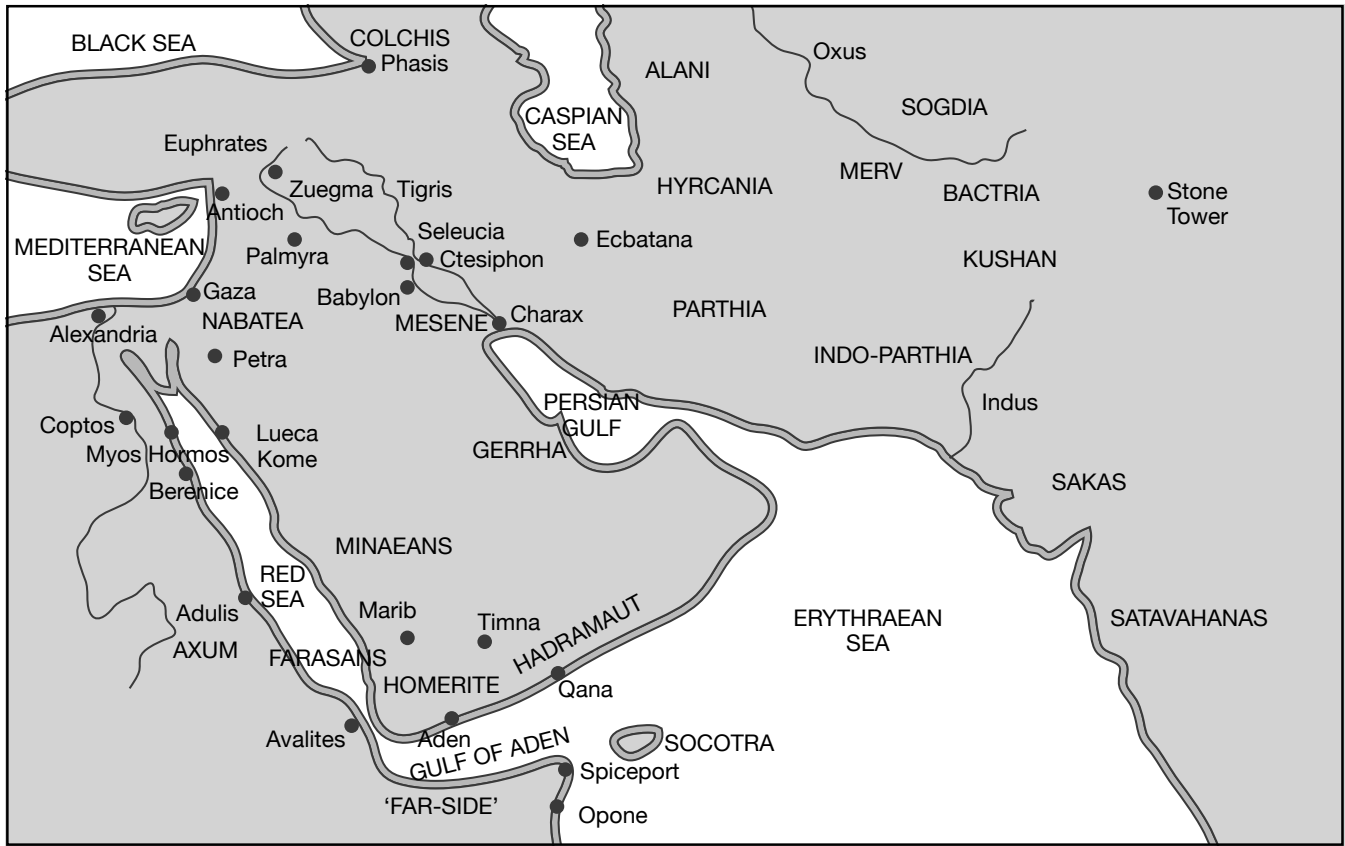 BLACK SEA
COLCHIS
Phasis
ALANI
Oxus
SOGDIA
CASPIAN
SEA
Euphrates
Zuegma
Tigris
HYRCANIA
MERV
BACTRIA
Stone
Tower
Antioch
MEDITERRANEAN
SEA
Palmyra
Seleucia
Ctesiphon
Ecbatana
KUSHAN
Gaza
Babylon
NABATEA
MESENE
Charax
PARTHIA
Alexandria
Petra
INDO-PARTHIA
Indus
PERSIAN
GULF
Coptos
Myos Hormos
Lueca
Kome
GERRHA
Berenice
SAKAS
MINAEANS
RED
SEA
Adulis
Marib
Timna
HADRAMAUT
ERYTHRAEAN
SEA
SATAVAHANAS
AXUM
FARASANS
HOMERITE
Qana
Avalites
Aden
GULF OF ADEN
SOCOTRA
Spiceport
‘FAR-SIDE’
Opone